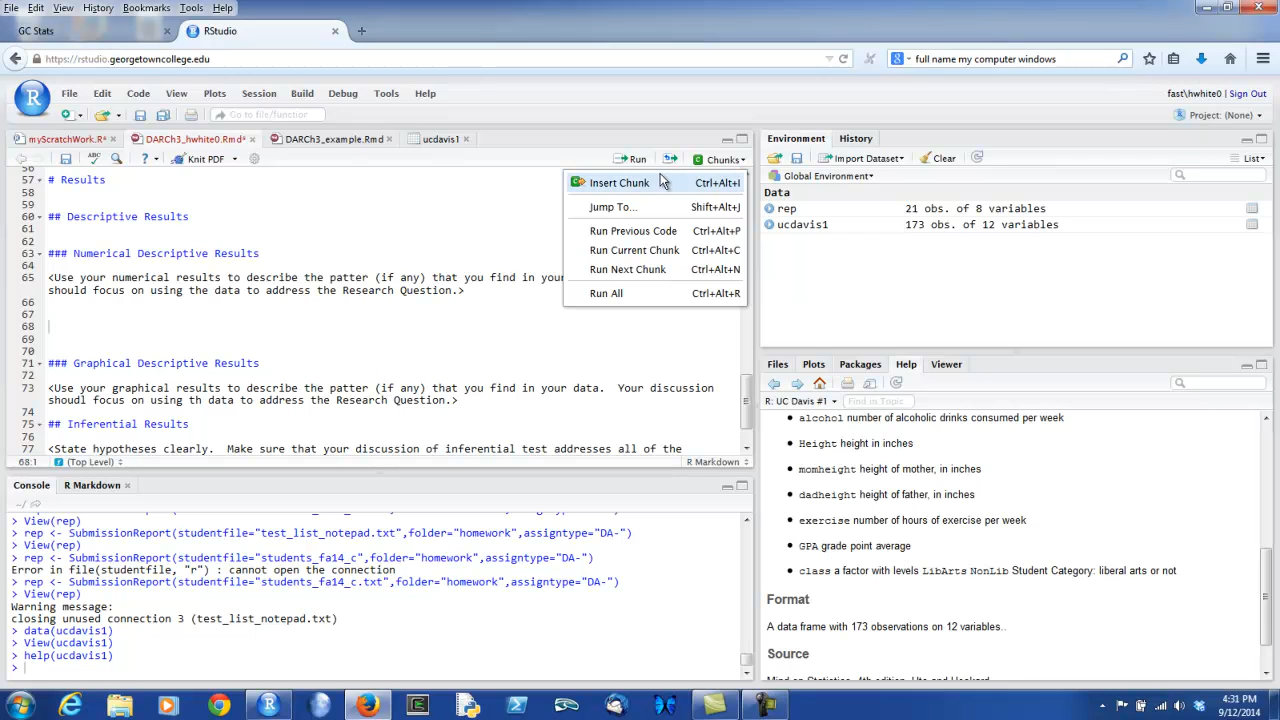 File Edit View History Bookmarks Tools Help
GC Stats × RStudio × +
https://rstudio.georgetowncollege.edu full name my computer windows
File Edit Code View Plots Session Build Debug Tools Help fast\hwhite0 Sign Out
Go to file/function Project: (None)
myScratchWork.R* × DARCh3_hwhite0.Rmd* × DARCh3_example.Rmd × ucdavis1 ×
ABC ? Knit PDF Run Chunks
56
57 # Results
58
59
60 ## Descriptive Results
61
62
63 ### Numerical Descriptive Results
64
65 <Use your numerical results to describe the patter (if any) that you find in your
should focus on using the data to address the Research Question.>
66
67
68
69
70
71 ### Graphical Descriptive Results
72
73 <Use your graphical results to describe the patter (if any) that you find in your data.  Your discussion
shoudl focus on using th data to address the Research Question.>
74
75 ## Inferential Results
76
77 <State hypotheses clearly.  Make sure that your discussion of inferential test addresses all of the
68:1 (Top Level) R Markdown
Insert Chunk Ctrl+Alt+I
Jump To... Shift+Alt+J
Run Previous Code Ctrl+Alt+P
Run Current Chunk Ctrl+Alt+C
Run Next Chunk Ctrl+Alt+N
Run All Ctrl+Alt+R
Console R Markdown ×
~/
> View(rep)
> rep <- SubmissionReport(studentfile="test_list_notepad.txt",folder="homework",assigntype="DA-")
> View(rep)
> rep <- SubmissionReport(studentfile="students_fa14_c",folder="homework",assigntype="DA-")
Error in file(studentfile, "r") : cannot open the connection
> rep <- SubmissionReport(studentfile="students_fa14_c.txt",folder="homework",assigntype="DA-")
> View(rep)
Warning message:
closing unused connection 3 (test_list_notepad.txt)
> data(ucdavis1)
> View(ucdavis1)
> help(ucdavis1)
>
Environment History
Import Dataset Clear List
Global Environment
Data
rep 21 obs. of 8 variables
ucdavis1 173 obs. of 12 variables
Files Plots Packages Help Viewer
R: UC Davis #1 Find in Topic
alcohol number of alcoholic drinks consumed per week
Height height in inches
momheight height of mother, in inches
dadheight height of father, in inches
exercise number of hours of exercise per week
GPA grade point average
class a factor with levels LibArts NonLib Student Category: liberal arts or not
Format
A data frame with 173 observations on 12 variables..
Source
4:31 PM
9/12/2014